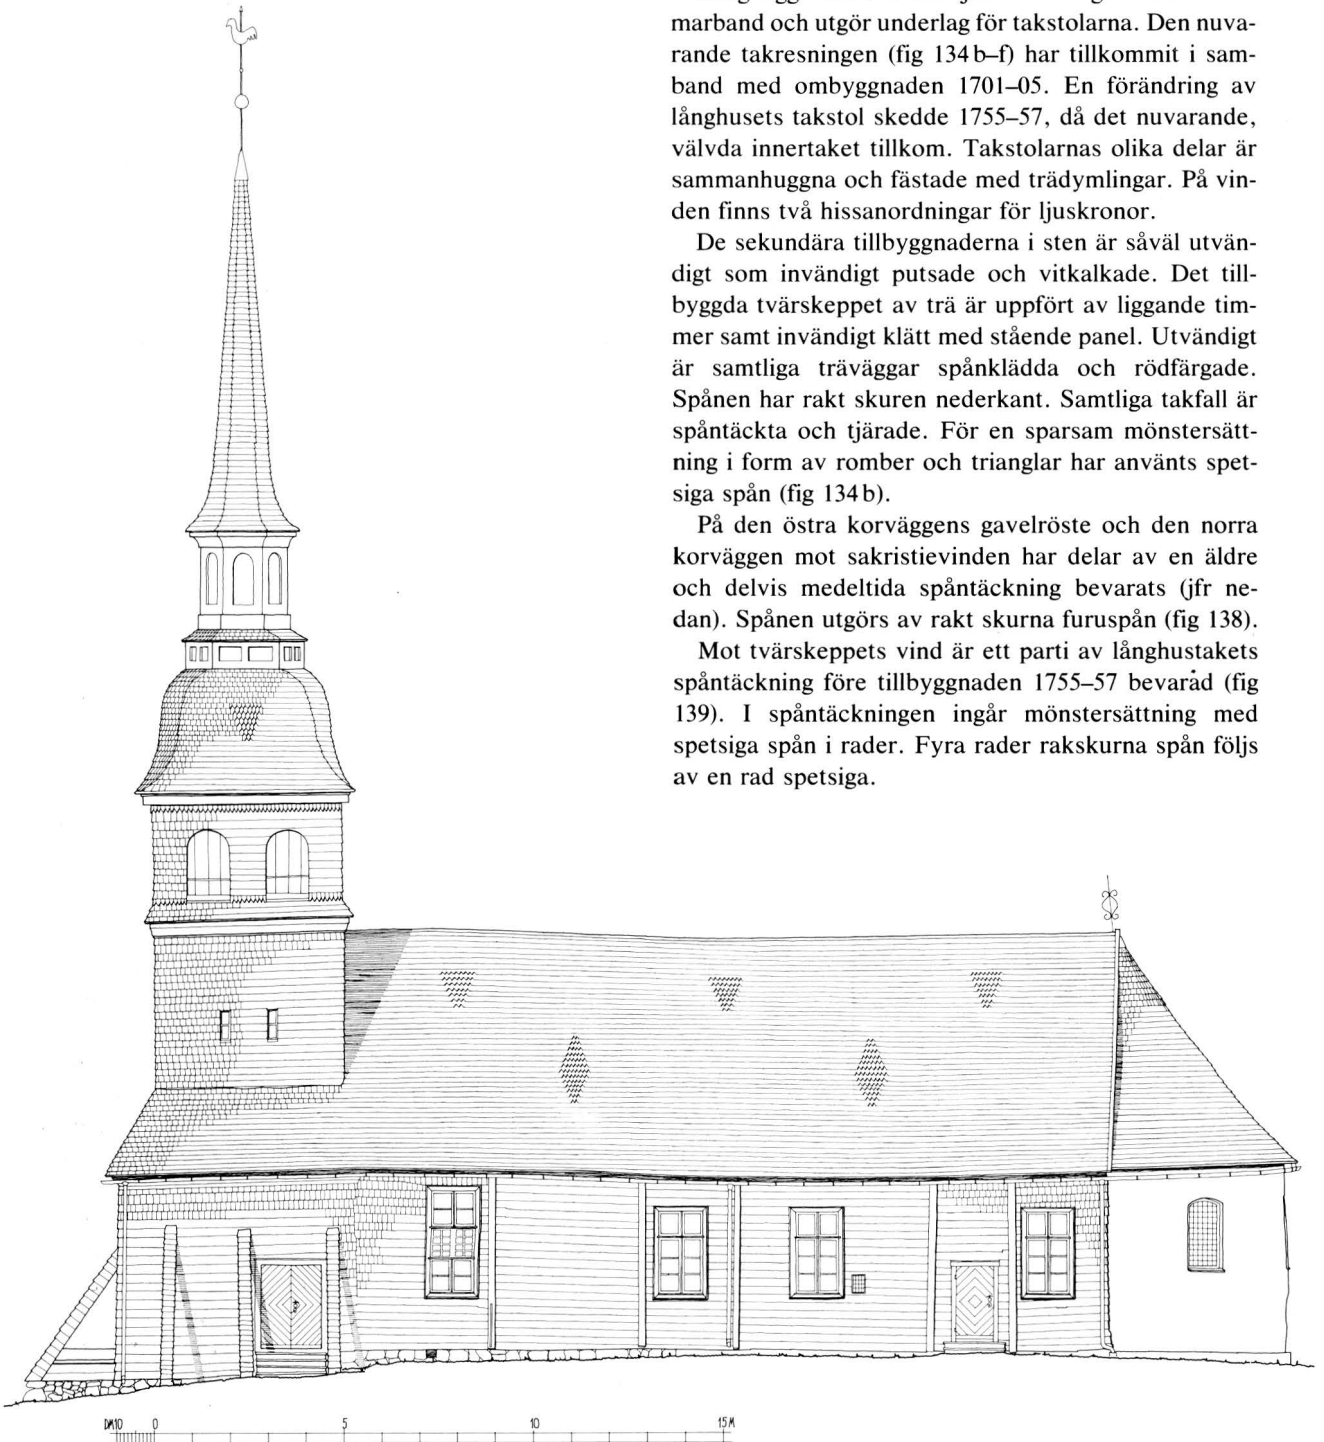 marband och utgör underlag för takstolarna. Den nuva-
rande takresningen (fig 134 b–f) har tillkommit i sam-
band med ombyggnaden 1701–05. En förändring av
långhusets takstol skedde 1755–57, då det nuvarande,
välvda innertaket tillkom. Takstolarnas olika delar är
sammanhuggna och fästade med trädymlingar. På vin-
den finns två hissanordningar för ljuskronor.
De sekundära tillbyggnaderna i sten är såväl utvän-
digt som invändigt putsade och vitkalkade. Det till-
byggda tvärskeppet av trä är uppfört av liggande tim-
mer samt invändigt klätt med stående panel. Utvändigt
är samtliga träväggar spånklädda och rödfärgade.
Spånen har rakt skuren nederkant. Samtliga takfall är
spåntäckta och tjärade. För en sparsam mönstersätt-
ning i form av romber och trianglar har använts spet-
siga spån (fig 134 b).
På den östra korväggens gavelröste och den norra
korväggen mot sakristievinden har delar av en äldre
och delvis medeltida spåntäckning bevarats (jfr ne-
dan). Spånen utgörs av rakt skurna furuspån (fig 138).
Mot tvärskeppets vind är ett parti av långhustakets
spåntäckning före tillbyggnaden 1755–57 bevarad (fig
139). I spåntäckningen ingår mönstersättning med
spetsiga spån i rader. Fyra rader rakskurna spån följs
av en rad spetsiga.
DM10 0 5 10 15 M